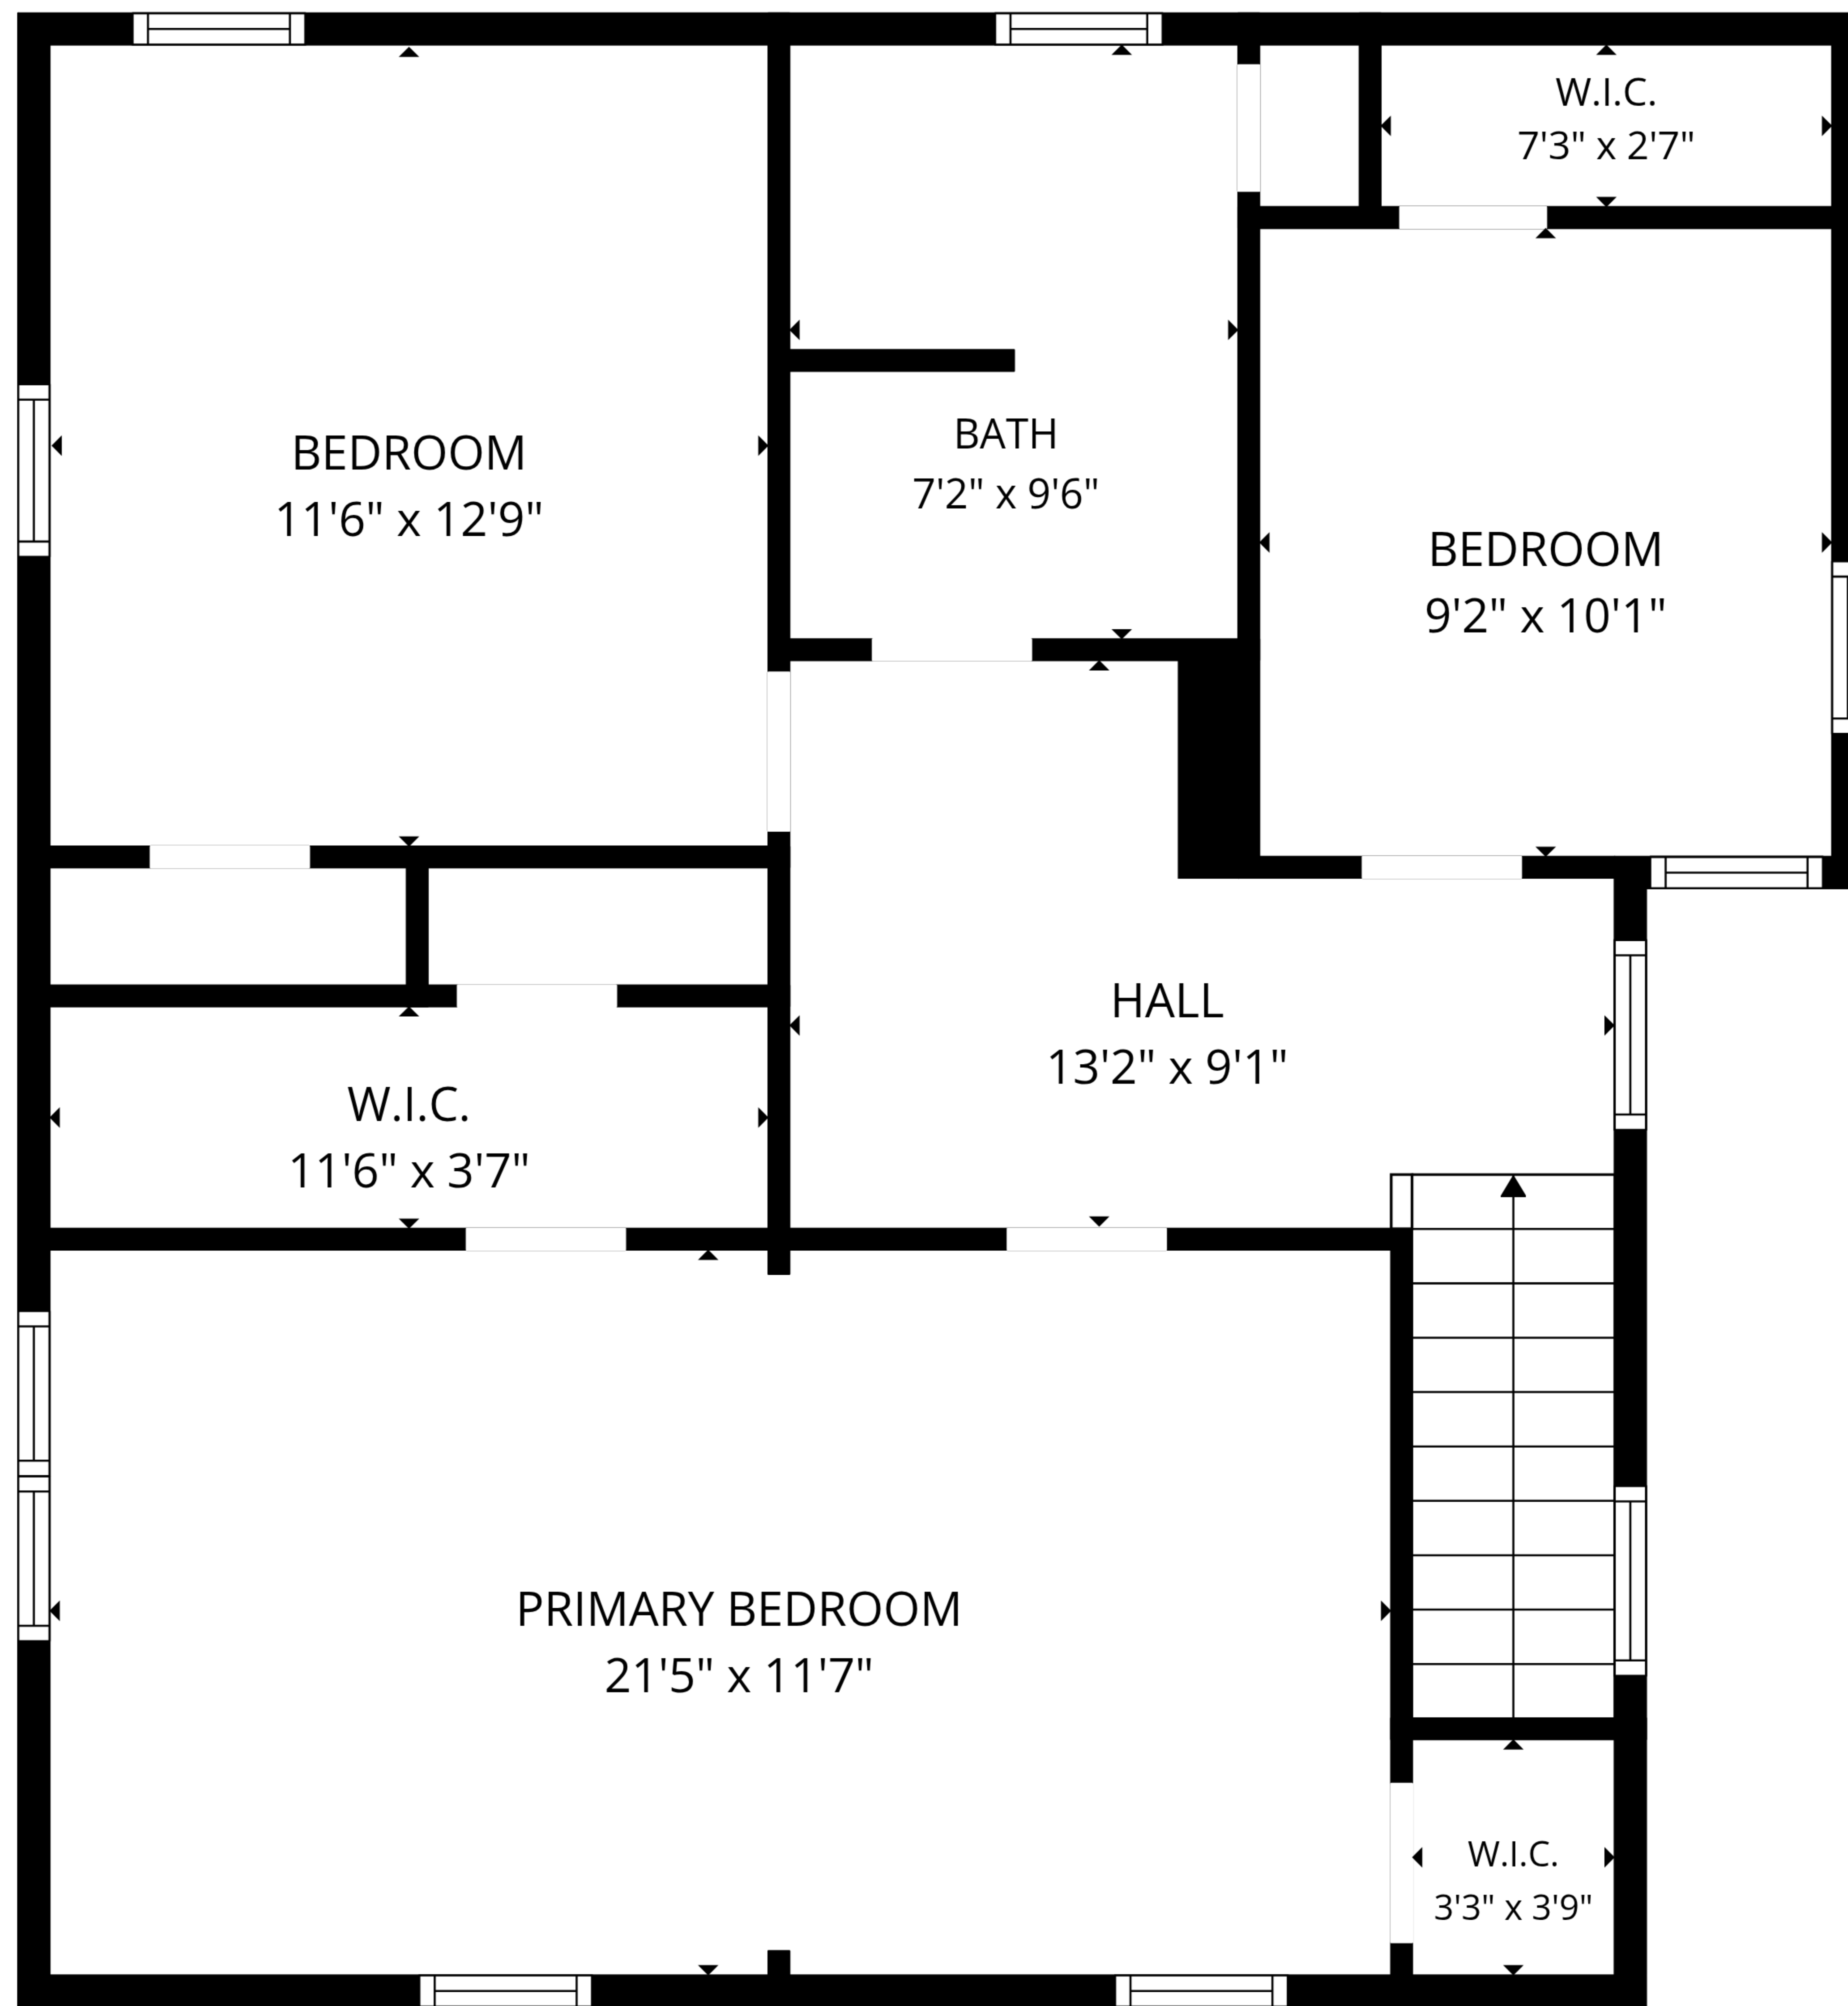 W.I.C.
7'3" x 2'7"
BEDROOM
11'6" x 12'9"
BATH
7'2" x 9'6"
BEDROOM
9'2" x 10'1"
HALL
13'2" x 9'1"
W.I.C.
11'6" x 3'7"
PRIMARY BEDROOM
21'5" x 11'7"
W.I.C.
3'3" x 3'9"